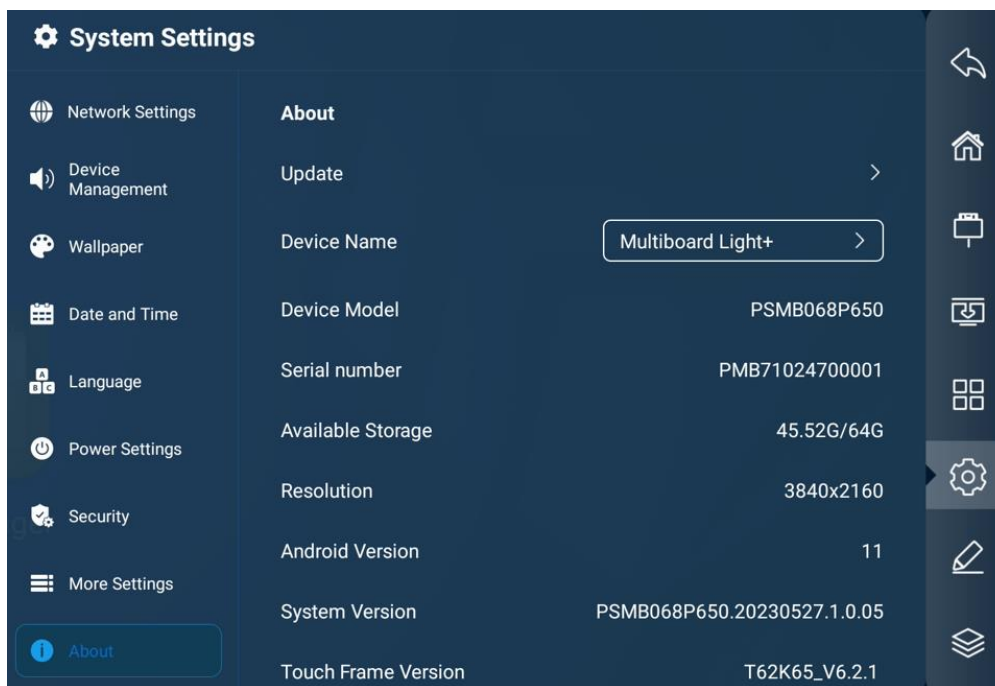 System Settings
Network Settings
Device
Management
Wallpaper
Date and Time
Language
Power Settings
Security
More Settings
About
About
Update
Device Name Multiboard Light+
Device Model PSMB068P650
Serial number PMB71024700001
Available Storage 45.52G/64G
Resolution 3840x2160
Android Version 11
System Version PSMB068P650.20230527.1.0.05
Touch Frame Version T62K65_V6.2.1